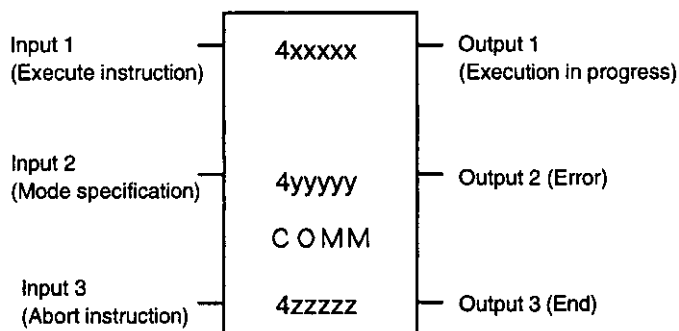 Input 1
(Execute instruction)
4xxxxx
Output 1
(Execution in progress)
Input 2
(Mode specification)
4yyyyy
Output 2 (Error)
COMM
Input 3
(Abort instruction)
4zzzzz
Output 3 (End)